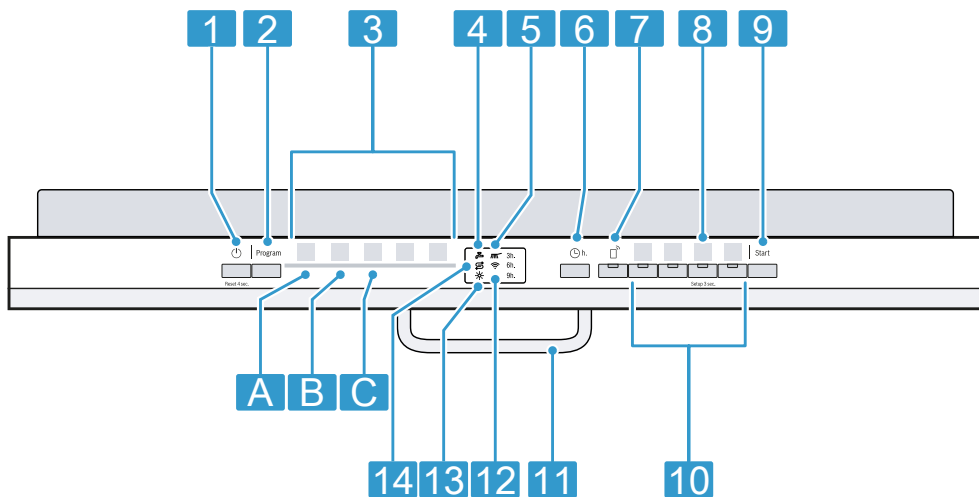 1 2 3 4 5 6 7 8 9
Program 3h. h. Start
6h.
9h.
Reset 4 sec. Setup 3 sec.
A B C
14 13 12 11 10